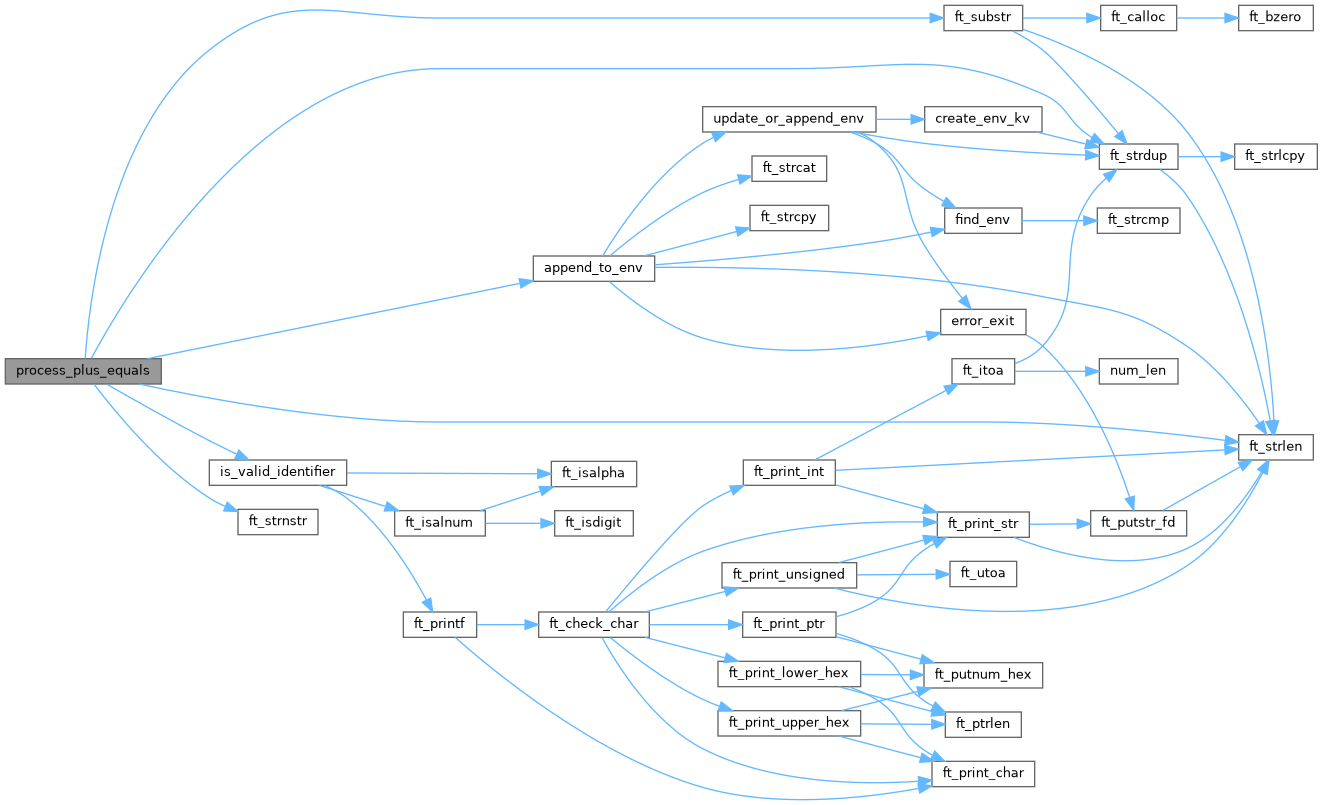 ft_substr
ft_calloc
ft_bzero
update_or_append_env
create_env_kv
ft_strdup
ft_strlcpy
ft_strcat
ft_strcpy
find_env
ft_strcmp
append_to_env
error_exit
process_plus_equals
ft_itoa
num_len
ft_strlen
is_valid_identifier
ft_isalpha
ft_print_int
ft_strnstr
ft_isalnum
ft_isdigit
ft_print_str
ft_putstr_fd
ft_print_unsigned
ft_utoa
ft_printf
ft_check_char
ft_print_ptr
ft_print_lower_hex
ft_putnum_hex
ft_print_upper_hex
ft_ptrlen
ft_print_char